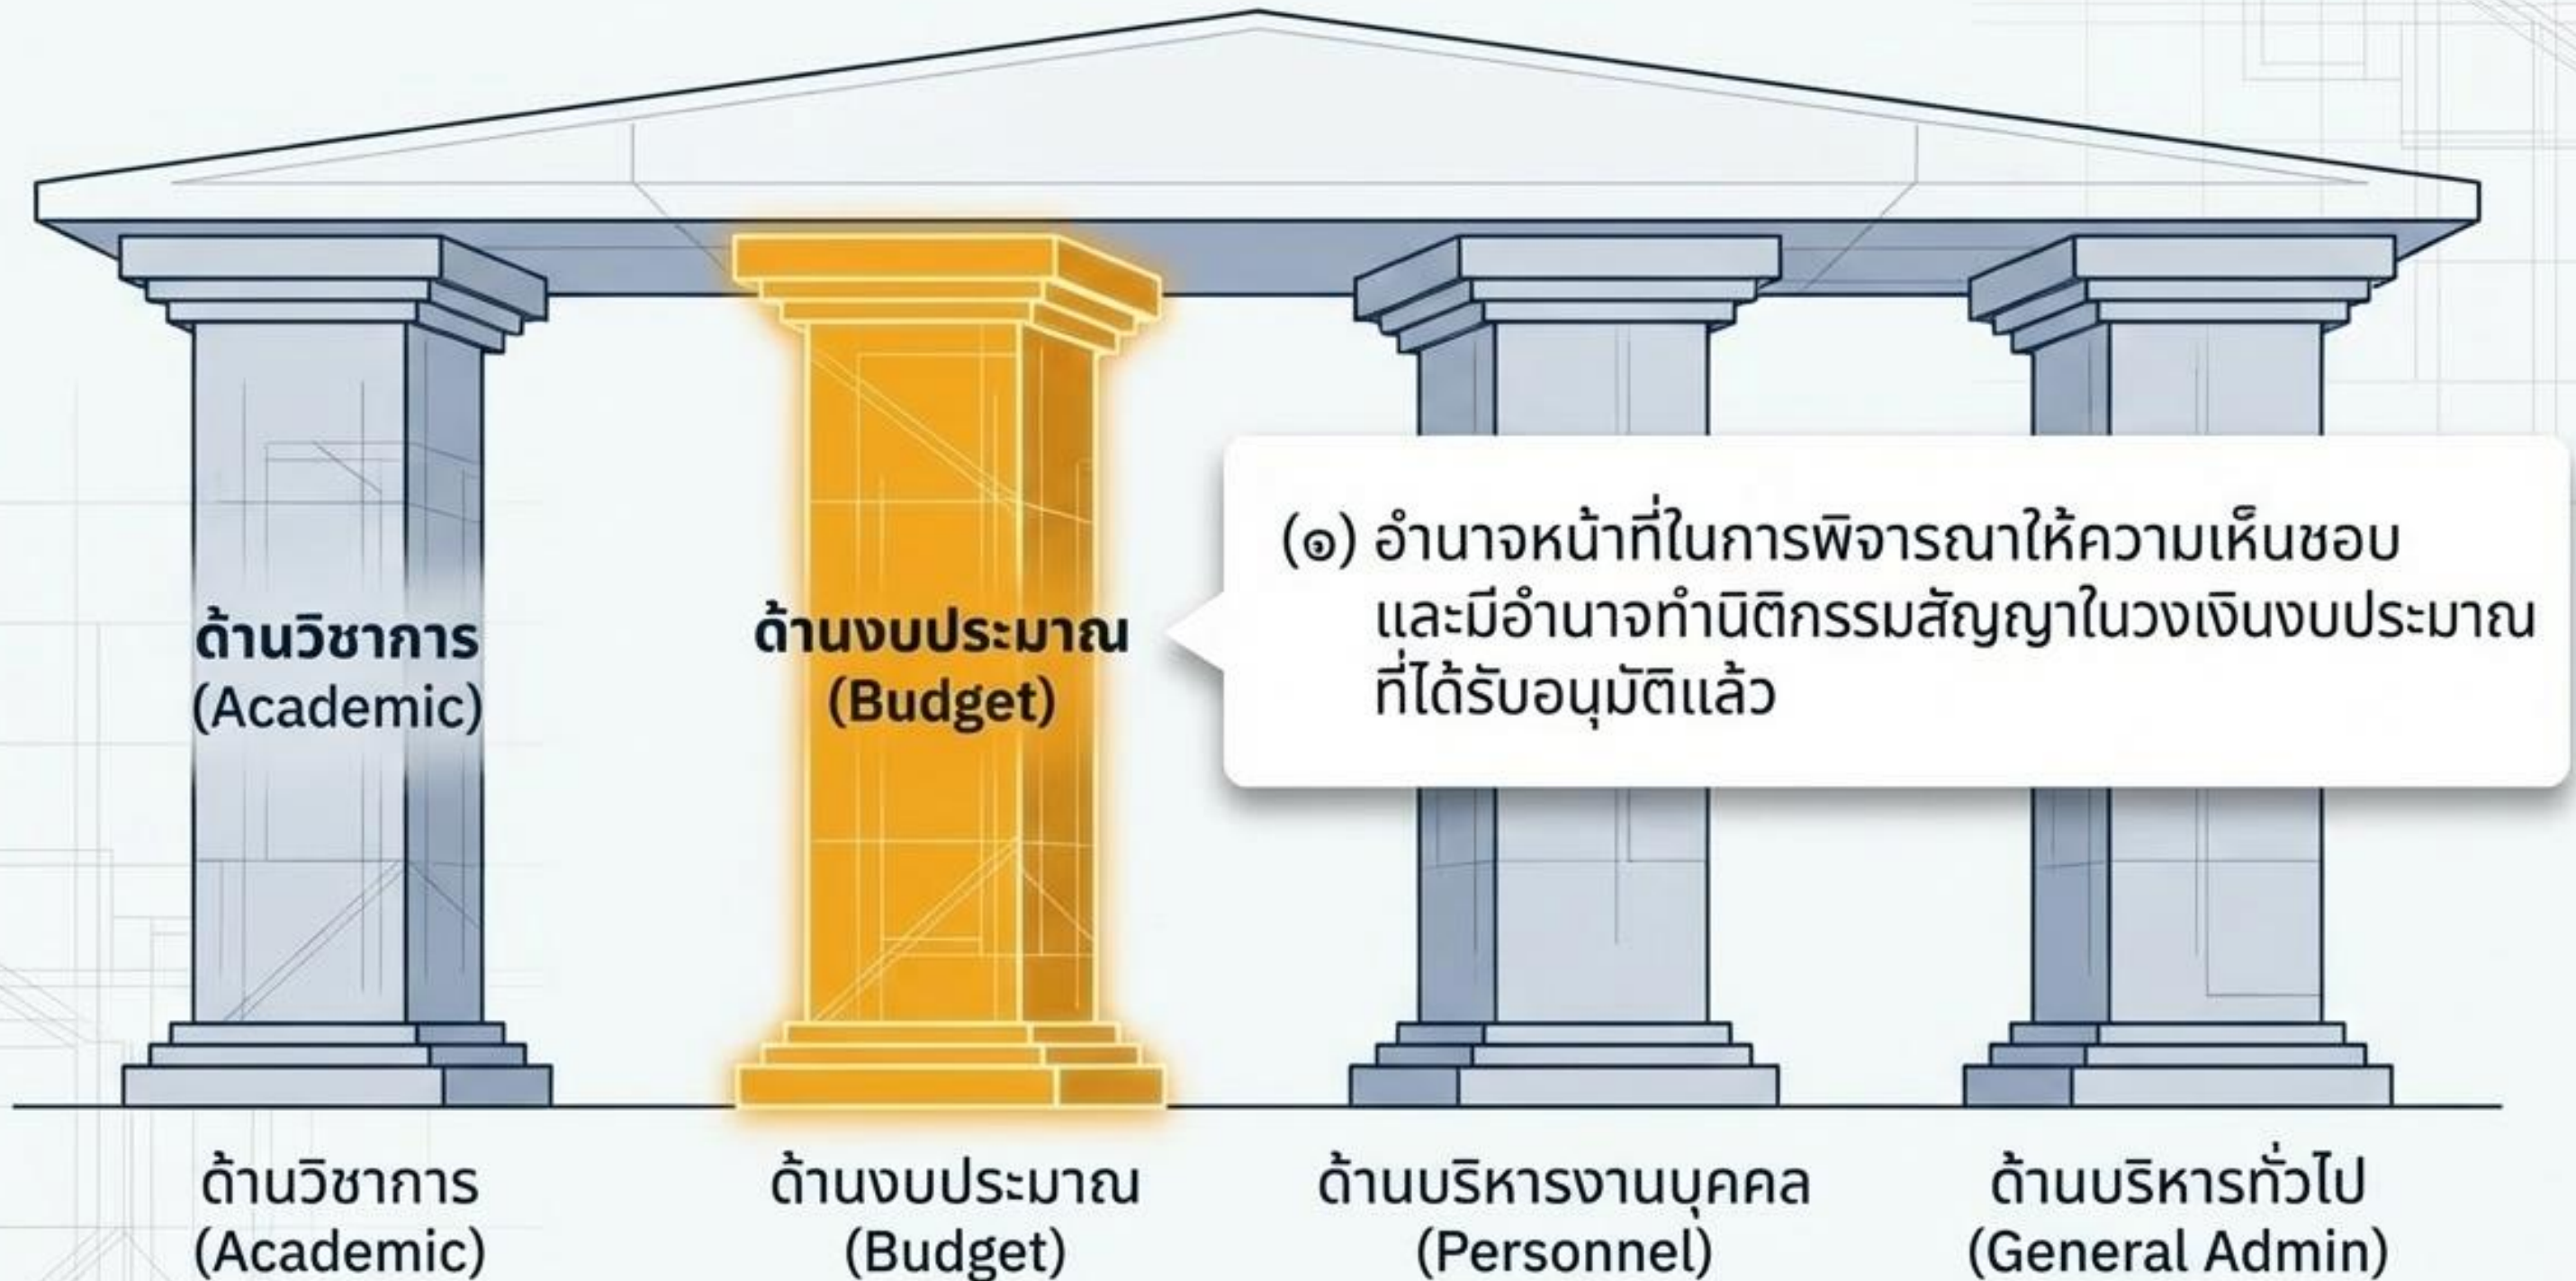 ด้านวิชาการ
(Academic)
ด้านงบประมาณ
(Budget)
(๑) อำนาจหน้าที่ในการพิจารณาให้ความเห็นชอบ
และมีอำนาจทำนิติกรรมสัญญาในวงเงินงบประมาณ
ที่ได้รับอนุมัติแล้ว
ด้านวิชาการ
(Academic)
ด้านงบประมาณ
(Budget)
ด้านบริหารงานบุคคล
(Personnel)
ด้านบริหารทั่วไป
(General Admin)